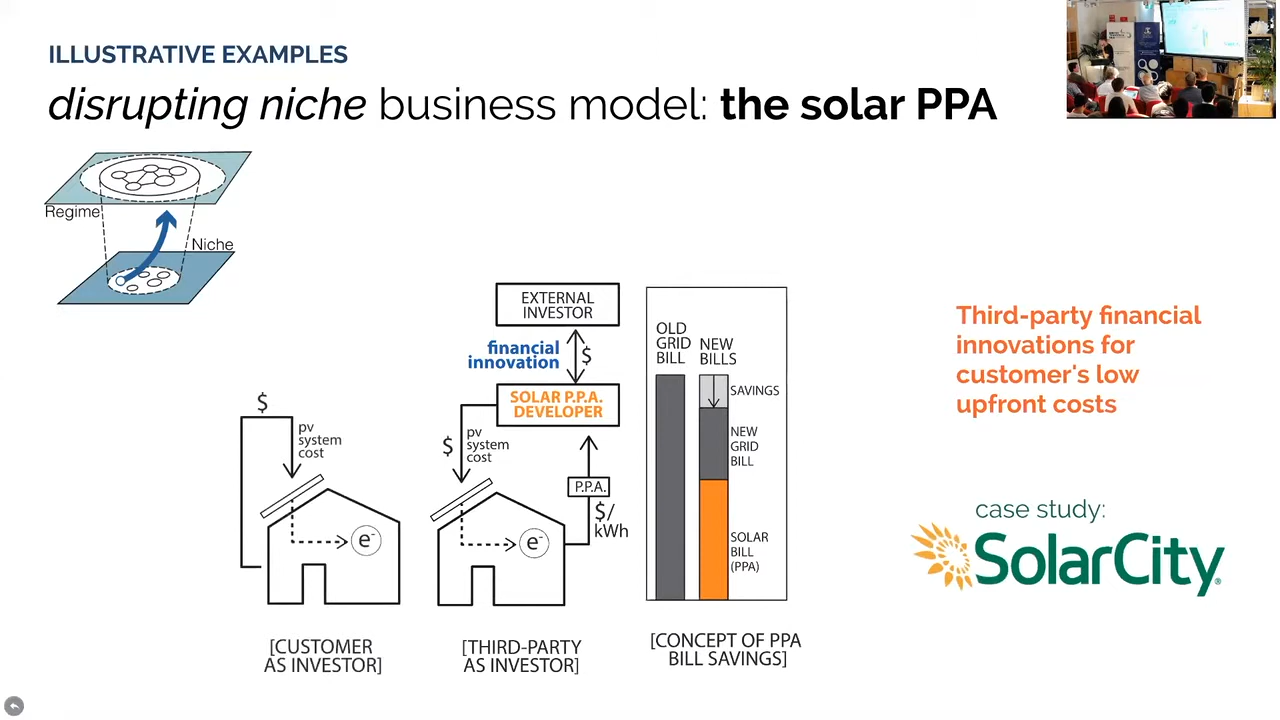 ILLUSTRATIVE EXAMPLES
disrupting niche business model: the solar PPA
Regime
Niche
$
pv
system
cost
e-
[CUSTOMER
AS INVESTOR]
EXTERNAL
INVESTOR
financial
innovation
$
SOLAR P.P.A.
DEVELOPER
$
pv
system
cost
P.P.A.
$/
kWh
e-
[THIRD-PARTY
AS INVESTOR]
OLD
GRID
BILL
NEW
BILLS
SAVINGS
NEW
GRID
BILL
SOLAR
BILL
(PPA)
[CONCEPT OF PPA
BILL SAVINGS]
Third-party financial
innovations for
customer's low
upfront costs
case study:
SolarCity®